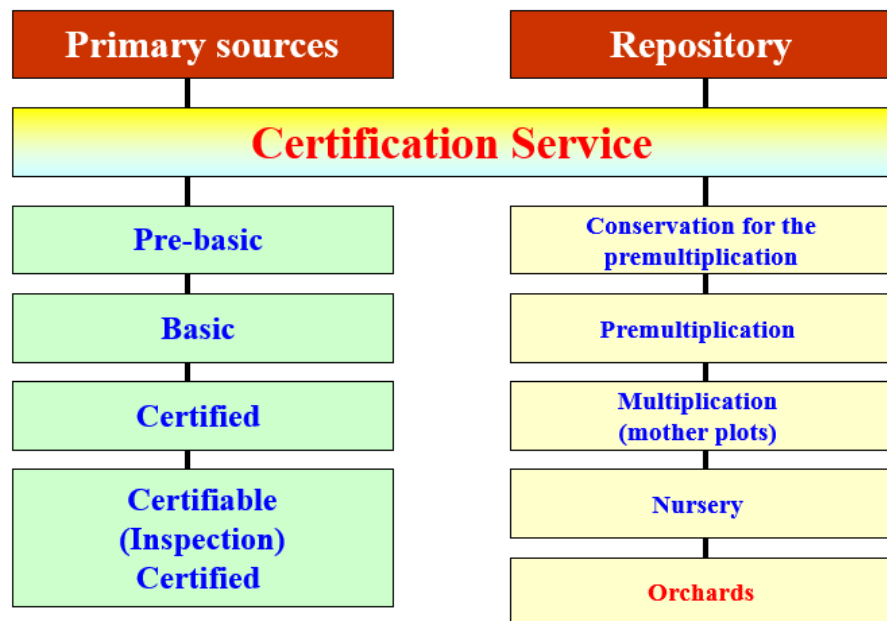 Primary sources
Repository
Certification Service
Pre-basic
Conservation for the
premultiplication
Basic
Premultiplication
Certified
Multiplication
(mother plots)
Certifiable
(Inspection)
Certified
Nursery
Orchards